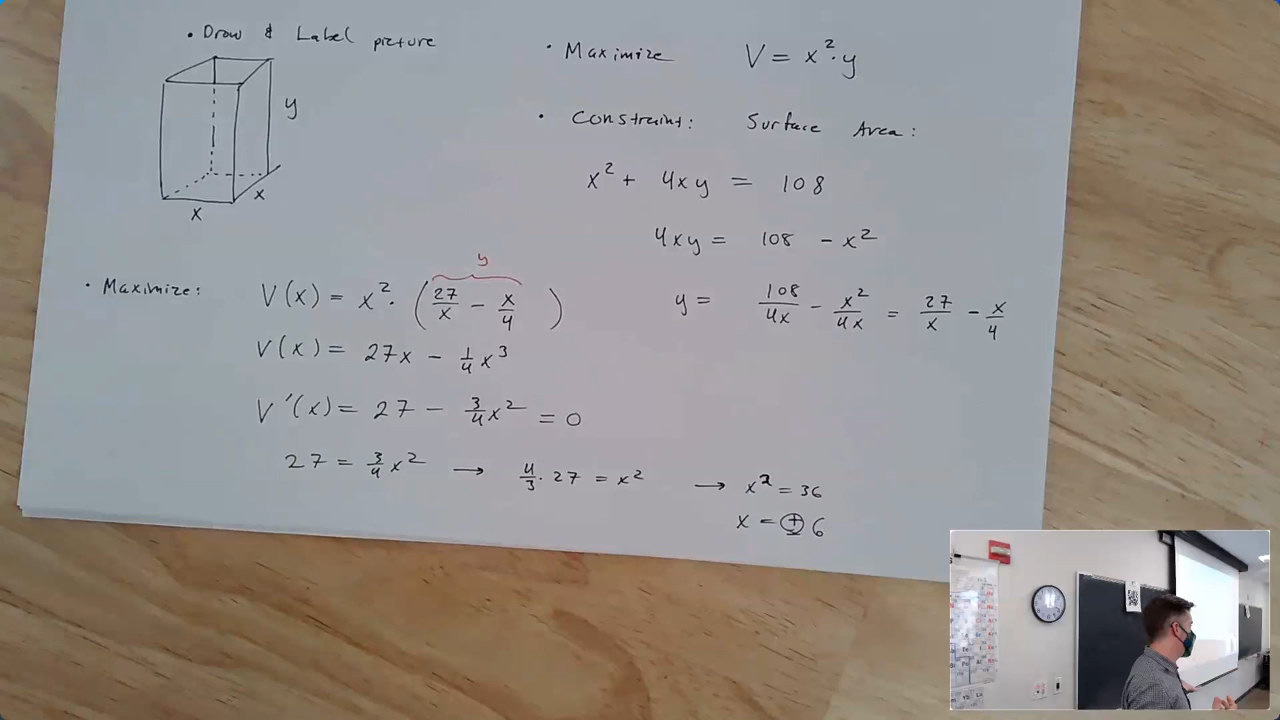 • Draw & Label picture
y
x
x
• Maximize V = x²·y
• Constraint: Surface Area:
x² + 4xy = 108
4xy = 108 - x²
y = 108/4x - x²/4x = 27/x - x/4
y
• Maximize: V(x) = x²·(27/x - x/4)
V(x) = 27x - 1/4 x³
V'(x) = 27 - 3/4 x² = 0
27 = 3/4 x² → 4/3 · 27 = x² → x² = 36
x = ± 6